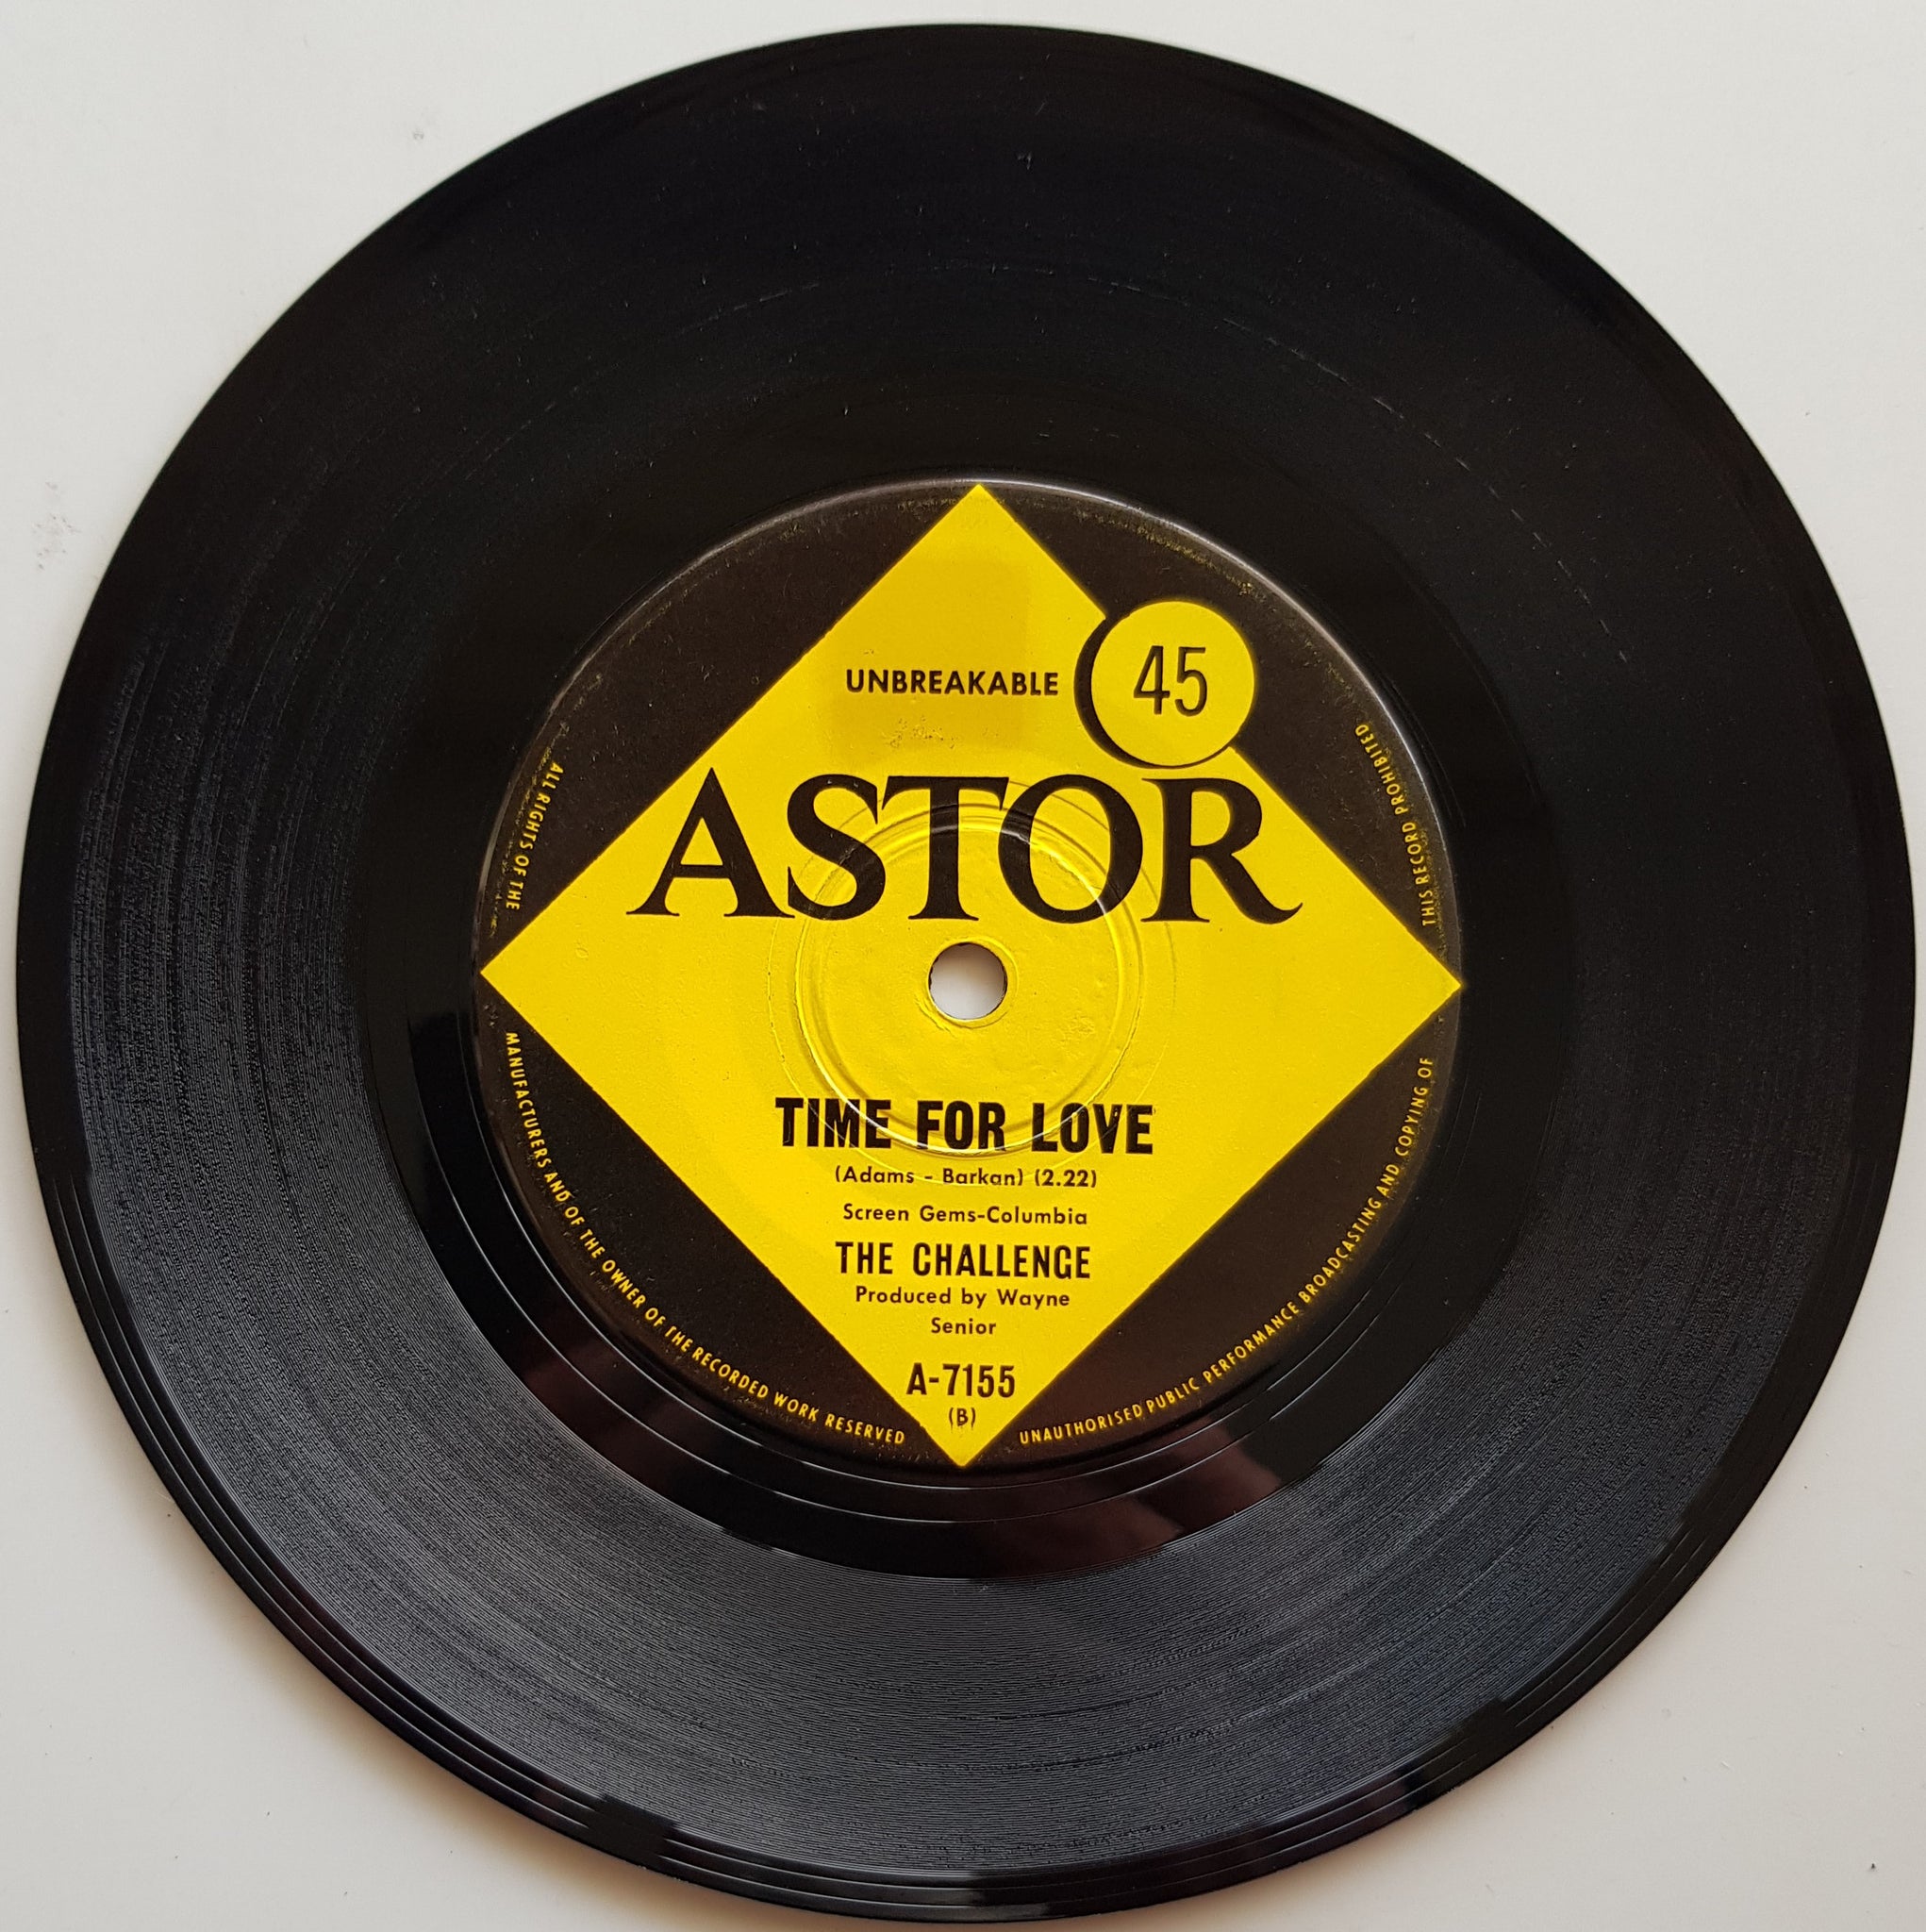 UNBREAKABLE
45
ASTOR
TIME FOR LOVE
(Adams - Barkan) (2.22)
Screen Gems-Columbia
THE CHALLENGE
Produced by Wayne
Senior
A-7155
(B)
ALL RIGHTS OF THE
MANUFACTURERS AND OF THE OWNER OF THE RECORDED WORK RESERVED
UNAUTHORISED PUBLIC PERFORMANCE BROADCASTING AND COPYING OF
THIS RECORD PROHIBITED